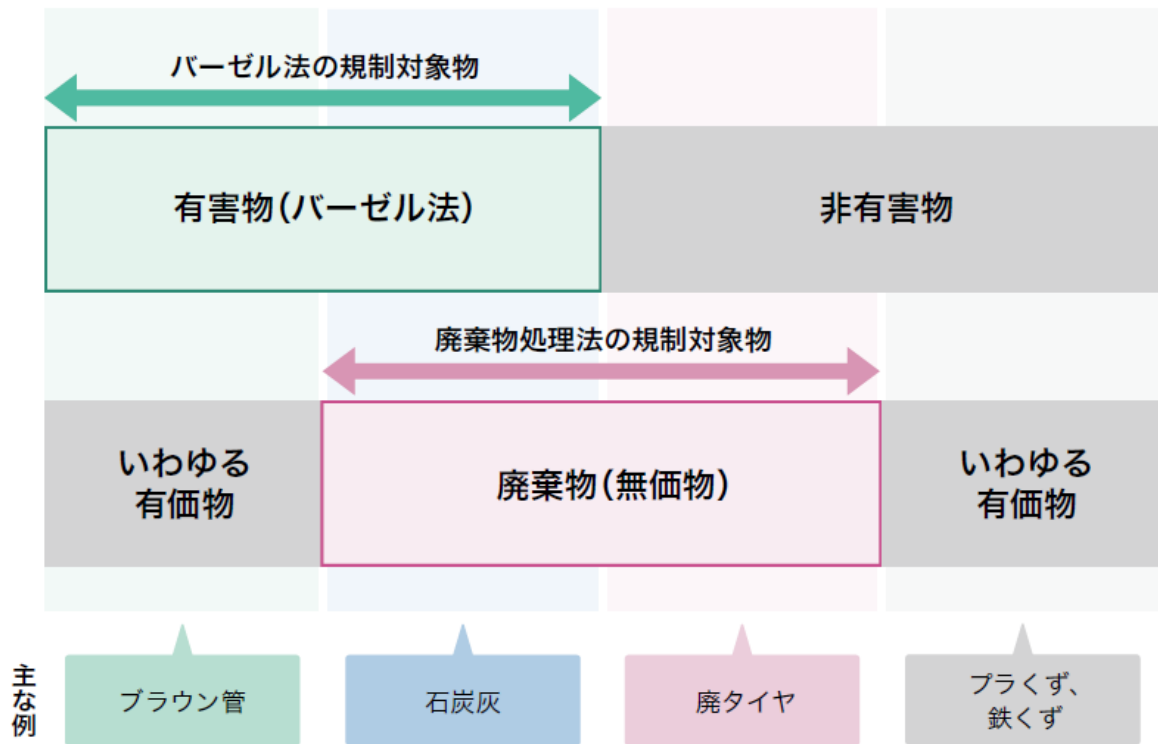 バーゼル法の規制対象物
有害物(バーゼル法)
非有害物
廃棄物処理法の規制対象物
いわゆる
有価物
廃棄物(無価物)
いわゆる
有価物
主な例
ブラウン管
石炭灰
廃タイヤ
プラくず、
鉄くず